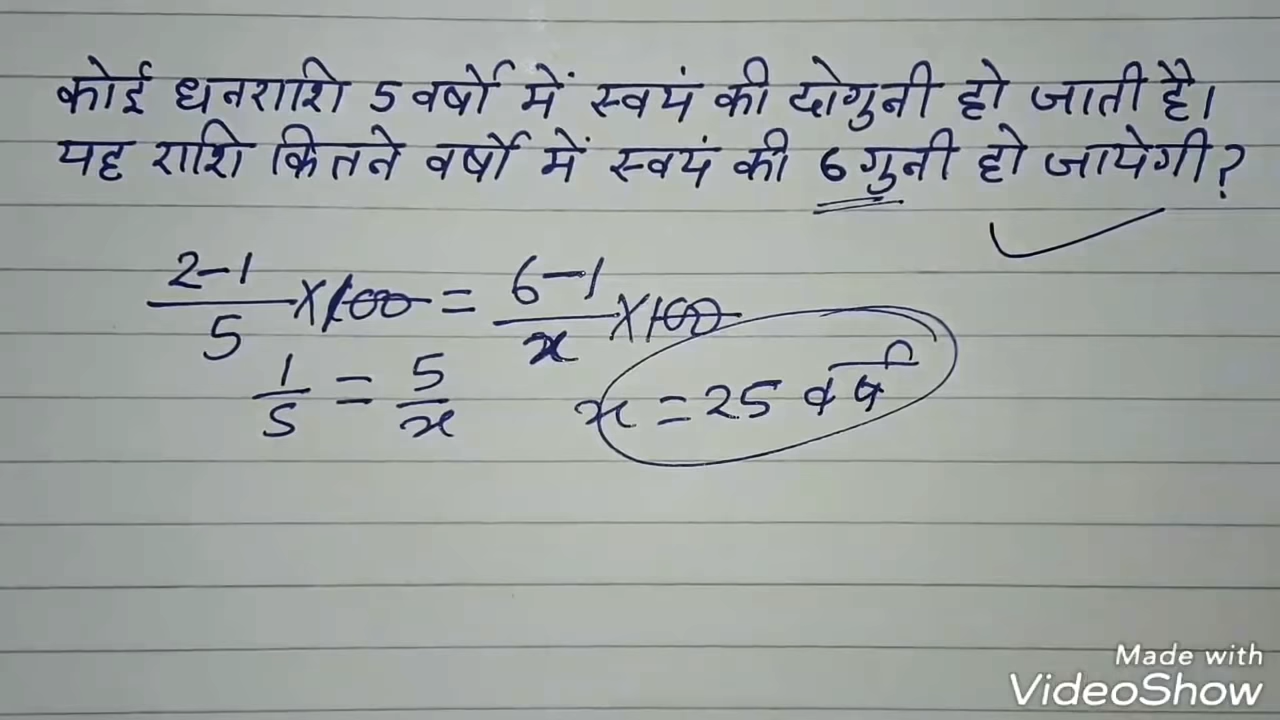 कोई धनराशि 5 वर्षो में स्वयं की दोगुनी हो जाती है।
यह राशि कितने वर्षो में स्वयं की 6 गुनी हो जायेगी?
2-1/5 ×100 = 6-1/x ×100
1/5 = 5/x x = 25 वर्ष
Made with
VideoShow